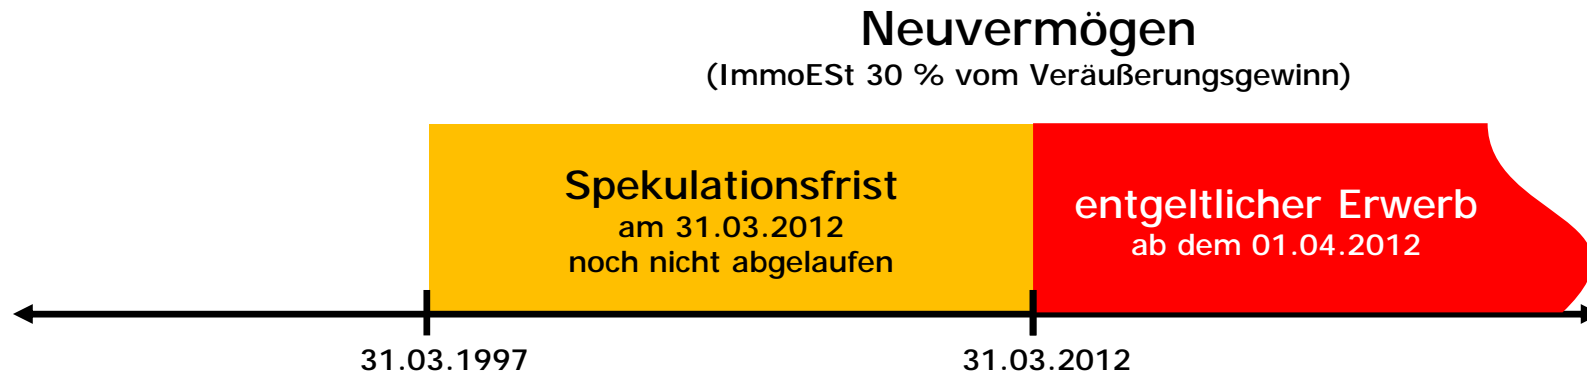 Neuvermögen
(ImmoESt 30 % vom Veräußerungsgewinn)
Spekulationsfrist
am 31.03.2012
noch nicht abgelaufen
entgeltlicher Erwerb
ab dem 01.04.2012
31.03.1997
31.03.2012